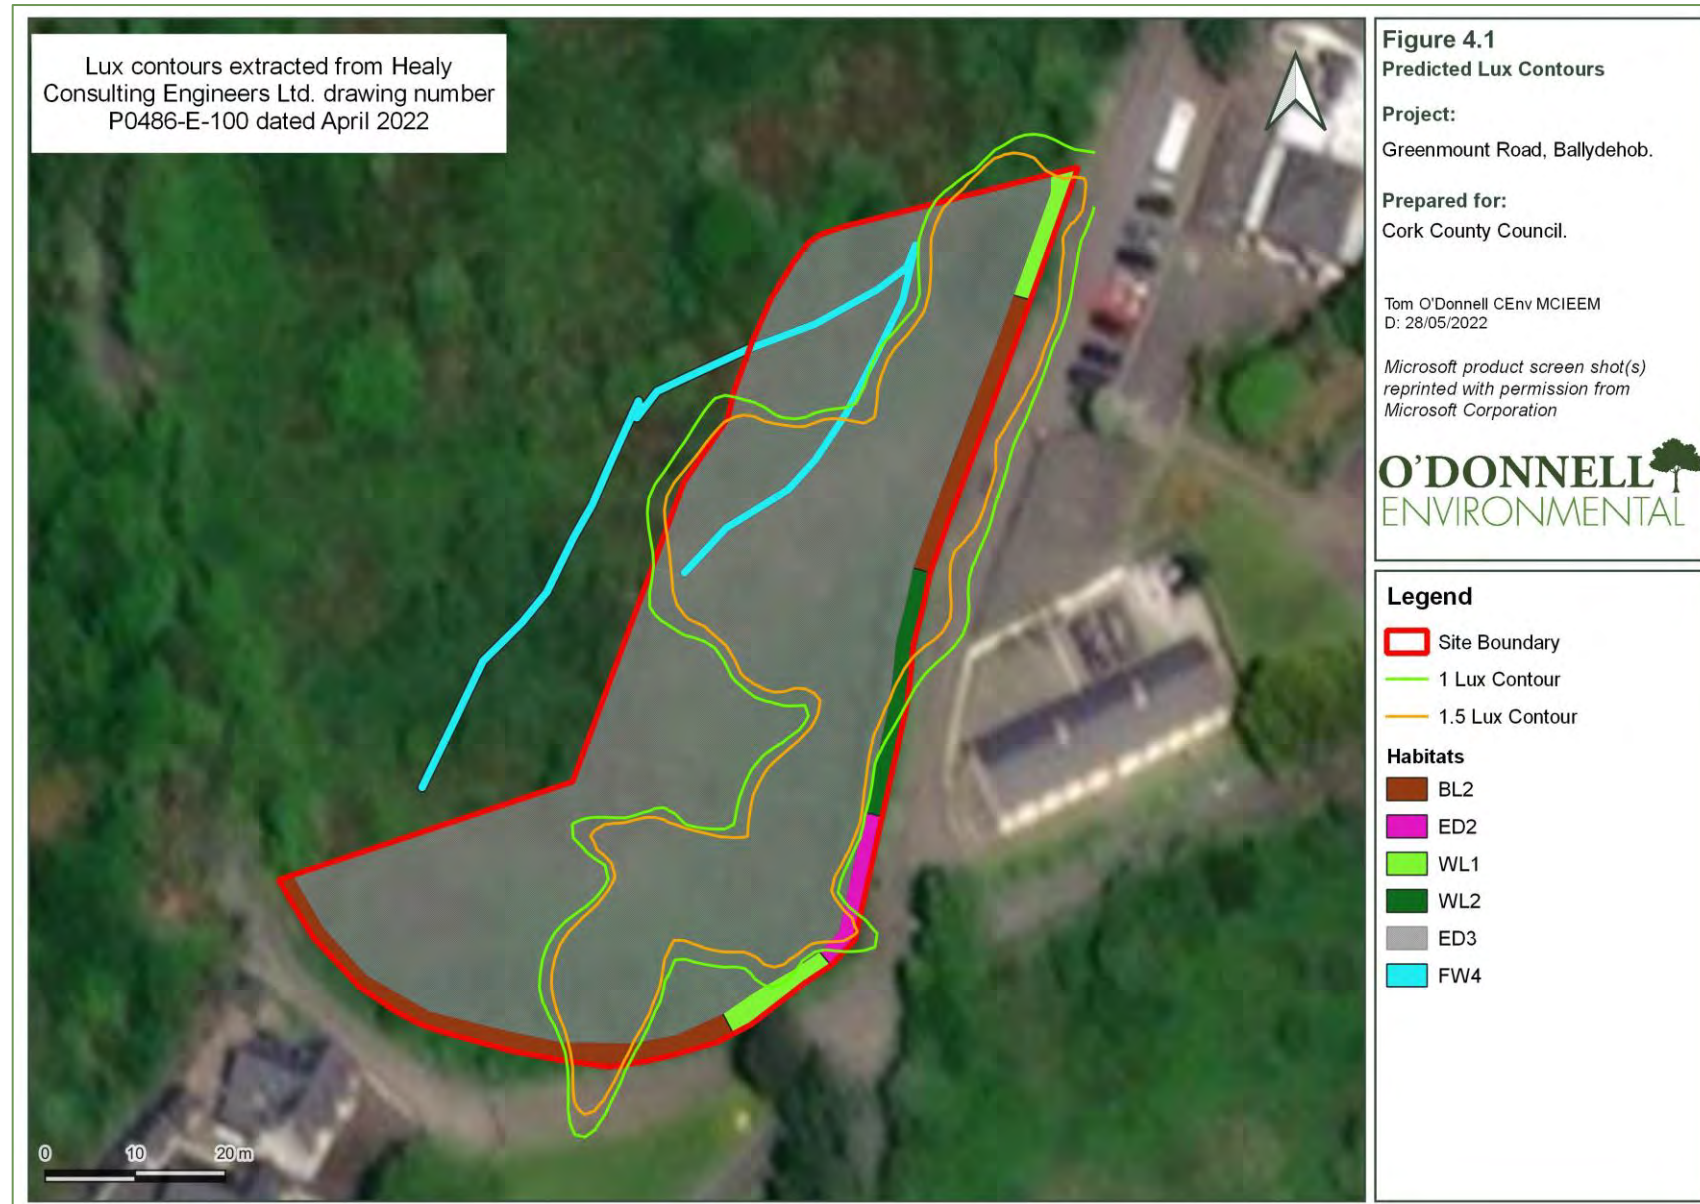 Lux contours extracted from Healy
Consulting Engineers Ltd. drawing number
P0486-E-100 dated April 2022
Figure 4.1
Predicted Lux Contours
Project:
Greenmount Road, Ballydehob.
Prepared for:
Cork County Council.
Tom O'Donnell CEnv MCIEEM
D: 28/05/2022
Microsoft product screen shot(s)
reprinted with permission from
Microsoft Corporation
O'DONNELL
ENVIRONMENTAL
Legend
Site Boundary
1 Lux Contour
1.5 Lux Contour
Habitats
BL2
ED2
WL1
WL2
ED3
FW4
0 10 20 m